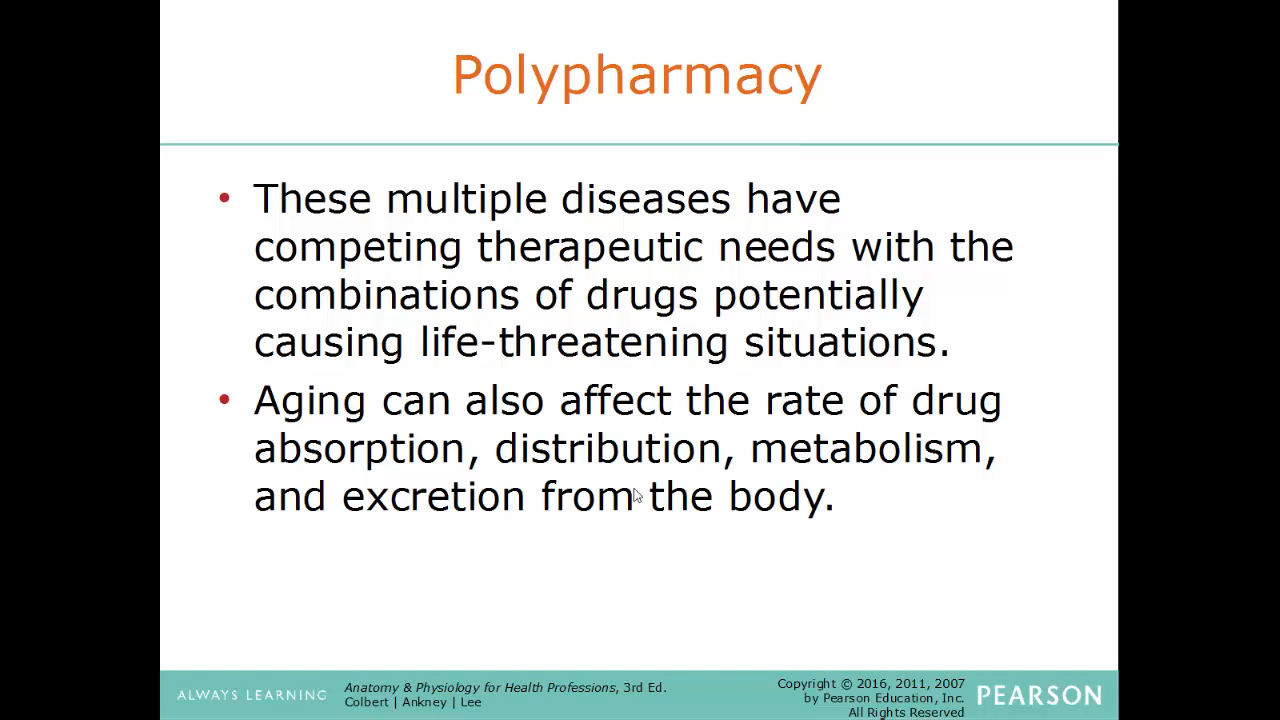 Polypharmacy
• These multiple diseases have
competing therapeutic needs with the
combinations of drugs potentially
causing life-threatening situations.
• Aging can also affect the rate of drug
absorption, distribution, metabolism,
and excretion from the body.
ALWAYS LEARNING
Anatomy & Physiology for Health Professions, 3rd Ed.
Colbert | Ankney | Lee
Copyright © 2016, 2011, 2007
by Pearson Education, Inc.
All Rights Reserved
PEARSON